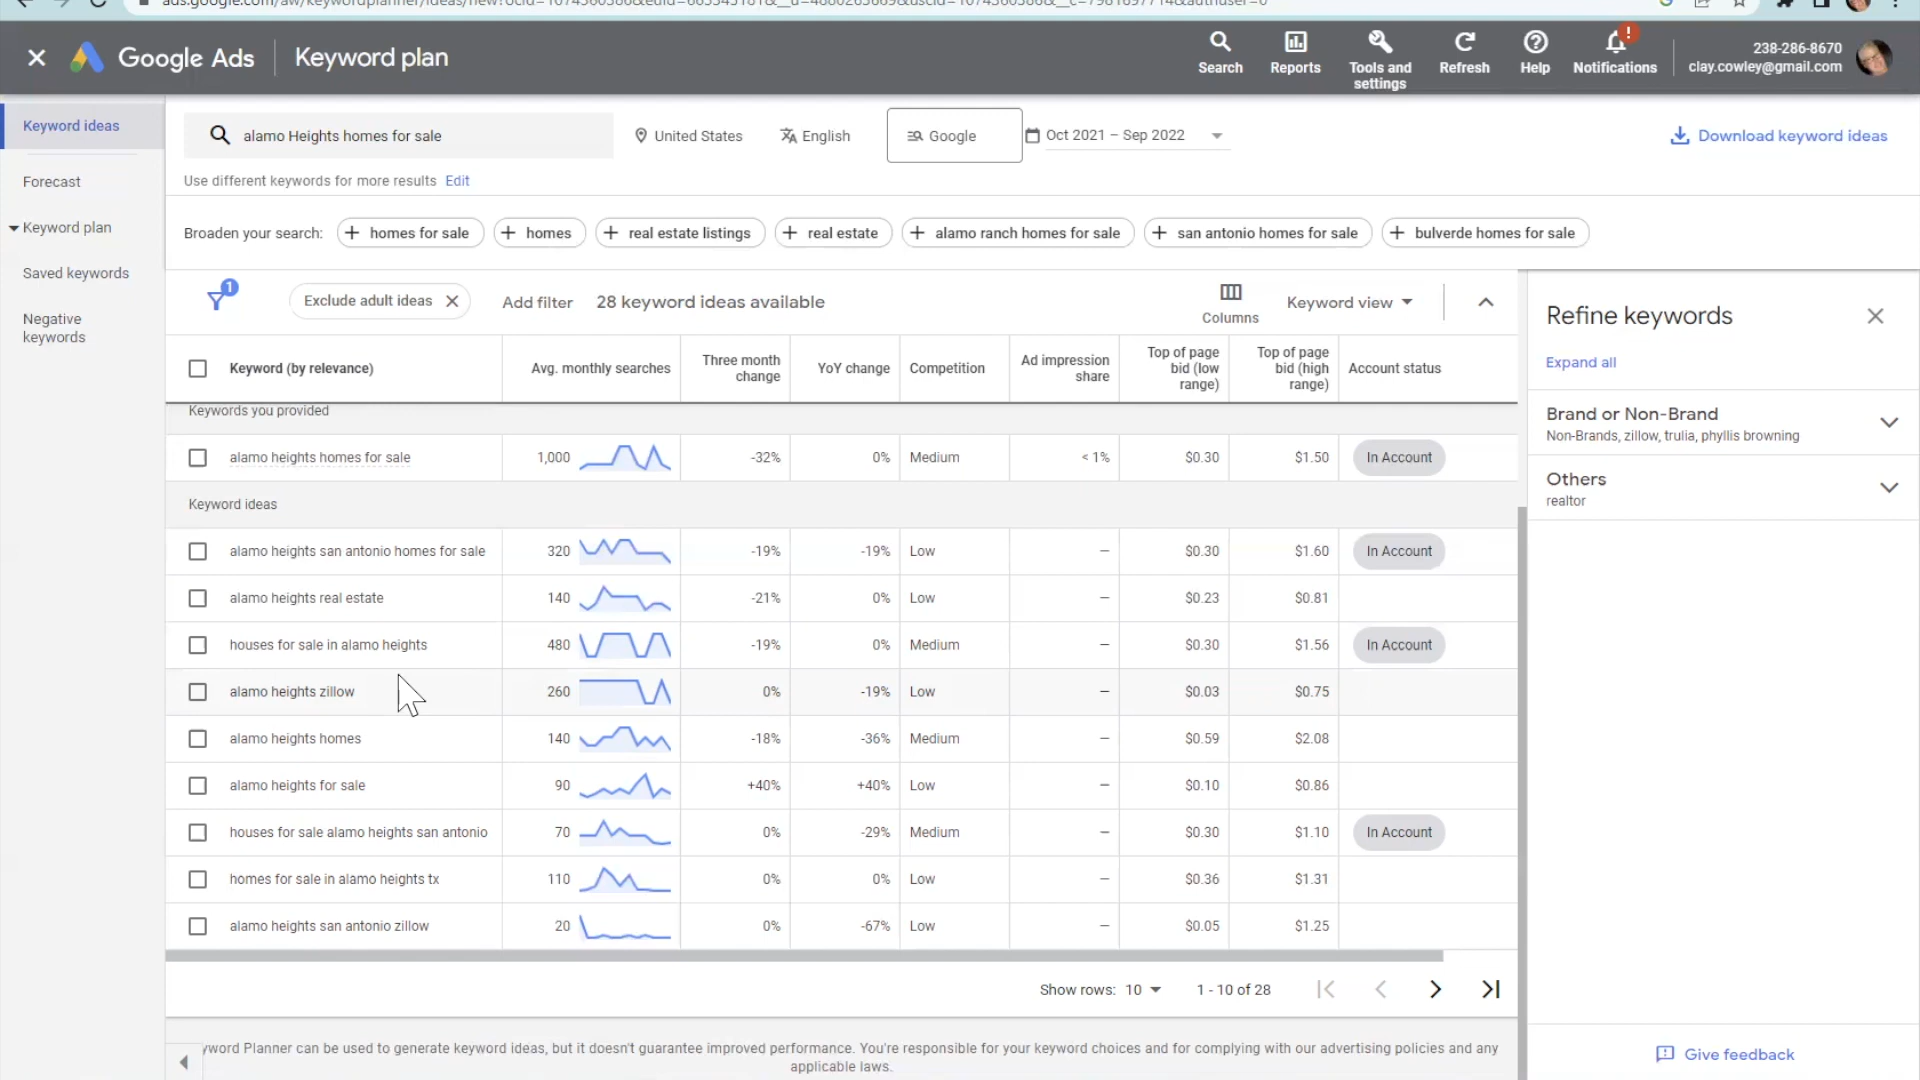 Google Ads
Keyword plan
Search
Reports
Tools and
settings
Refresh
Help
!
Notifications
238-286-8670
clay.cowley@gmail.com
Keyword ideas
Forecast
Keyword plan
Saved keywords
Negative
keywords
alamo Heights homes for sale
United States
English
Google
Oct 2021 – Sep 2022
Download keyword ideas
Use different keywords for more results Edit
Broaden your search:
homes for sale
homes
real estate listings
real estate
alamo ranch homes for sale
san antonio homes for sale
bulverde homes for sale
1
Exclude adult ideas
Add filter
28 keyword ideas available
Columns
Keyword view
Keyword (by relevance)
Avg. monthly searches
Three month
change
YoY change
Competition
Ad impression
share
Top of page
bid (low
range)
Top of page
bid (high
range)
Account status
Keywords you provided
alamo heights homes for sale 1,000 -32% 0% Medium < 1% $0.30 $1.50 In Account
Keyword ideas
alamo heights san antonio homes for sale 320 -19% -19% Low – $0.30 $1.60 In Account
alamo heights real estate 140 -21% 0% Low – $0.23 $0.81
houses for sale in alamo heights 480 -19% 0% Medium – $0.30 $1.56 In Account
alamo heights zillow 260 0% -19% Low – $0.03 $0.75
alamo heights homes 140 -18% -36% Medium – $0.59 $2.08
alamo heights for sale 90 +40% +40% Low – $0.10 $0.86
houses for sale alamo heights san antonio 70 0% -29% Medium – $0.30 $1.10 In Account
homes for sale in alamo heights tx 110 0% 0% Low – $0.36 $1.31
alamo heights san antonio zillow 20 0% -67% Low – $0.05 $1.25
Show rows: 10
1 - 10 of 28
yword Planner can be used to generate keyword ideas, but it doesn't guarantee improved performance. You're responsible for your keyword choices and for complying with our advertising policies and any
applicable laws.
Refine keywords
Expand all
Brand or Non-Brand
Non-Brands, zillow, trulia, phyllis browning
Others
realtor
Give feedback